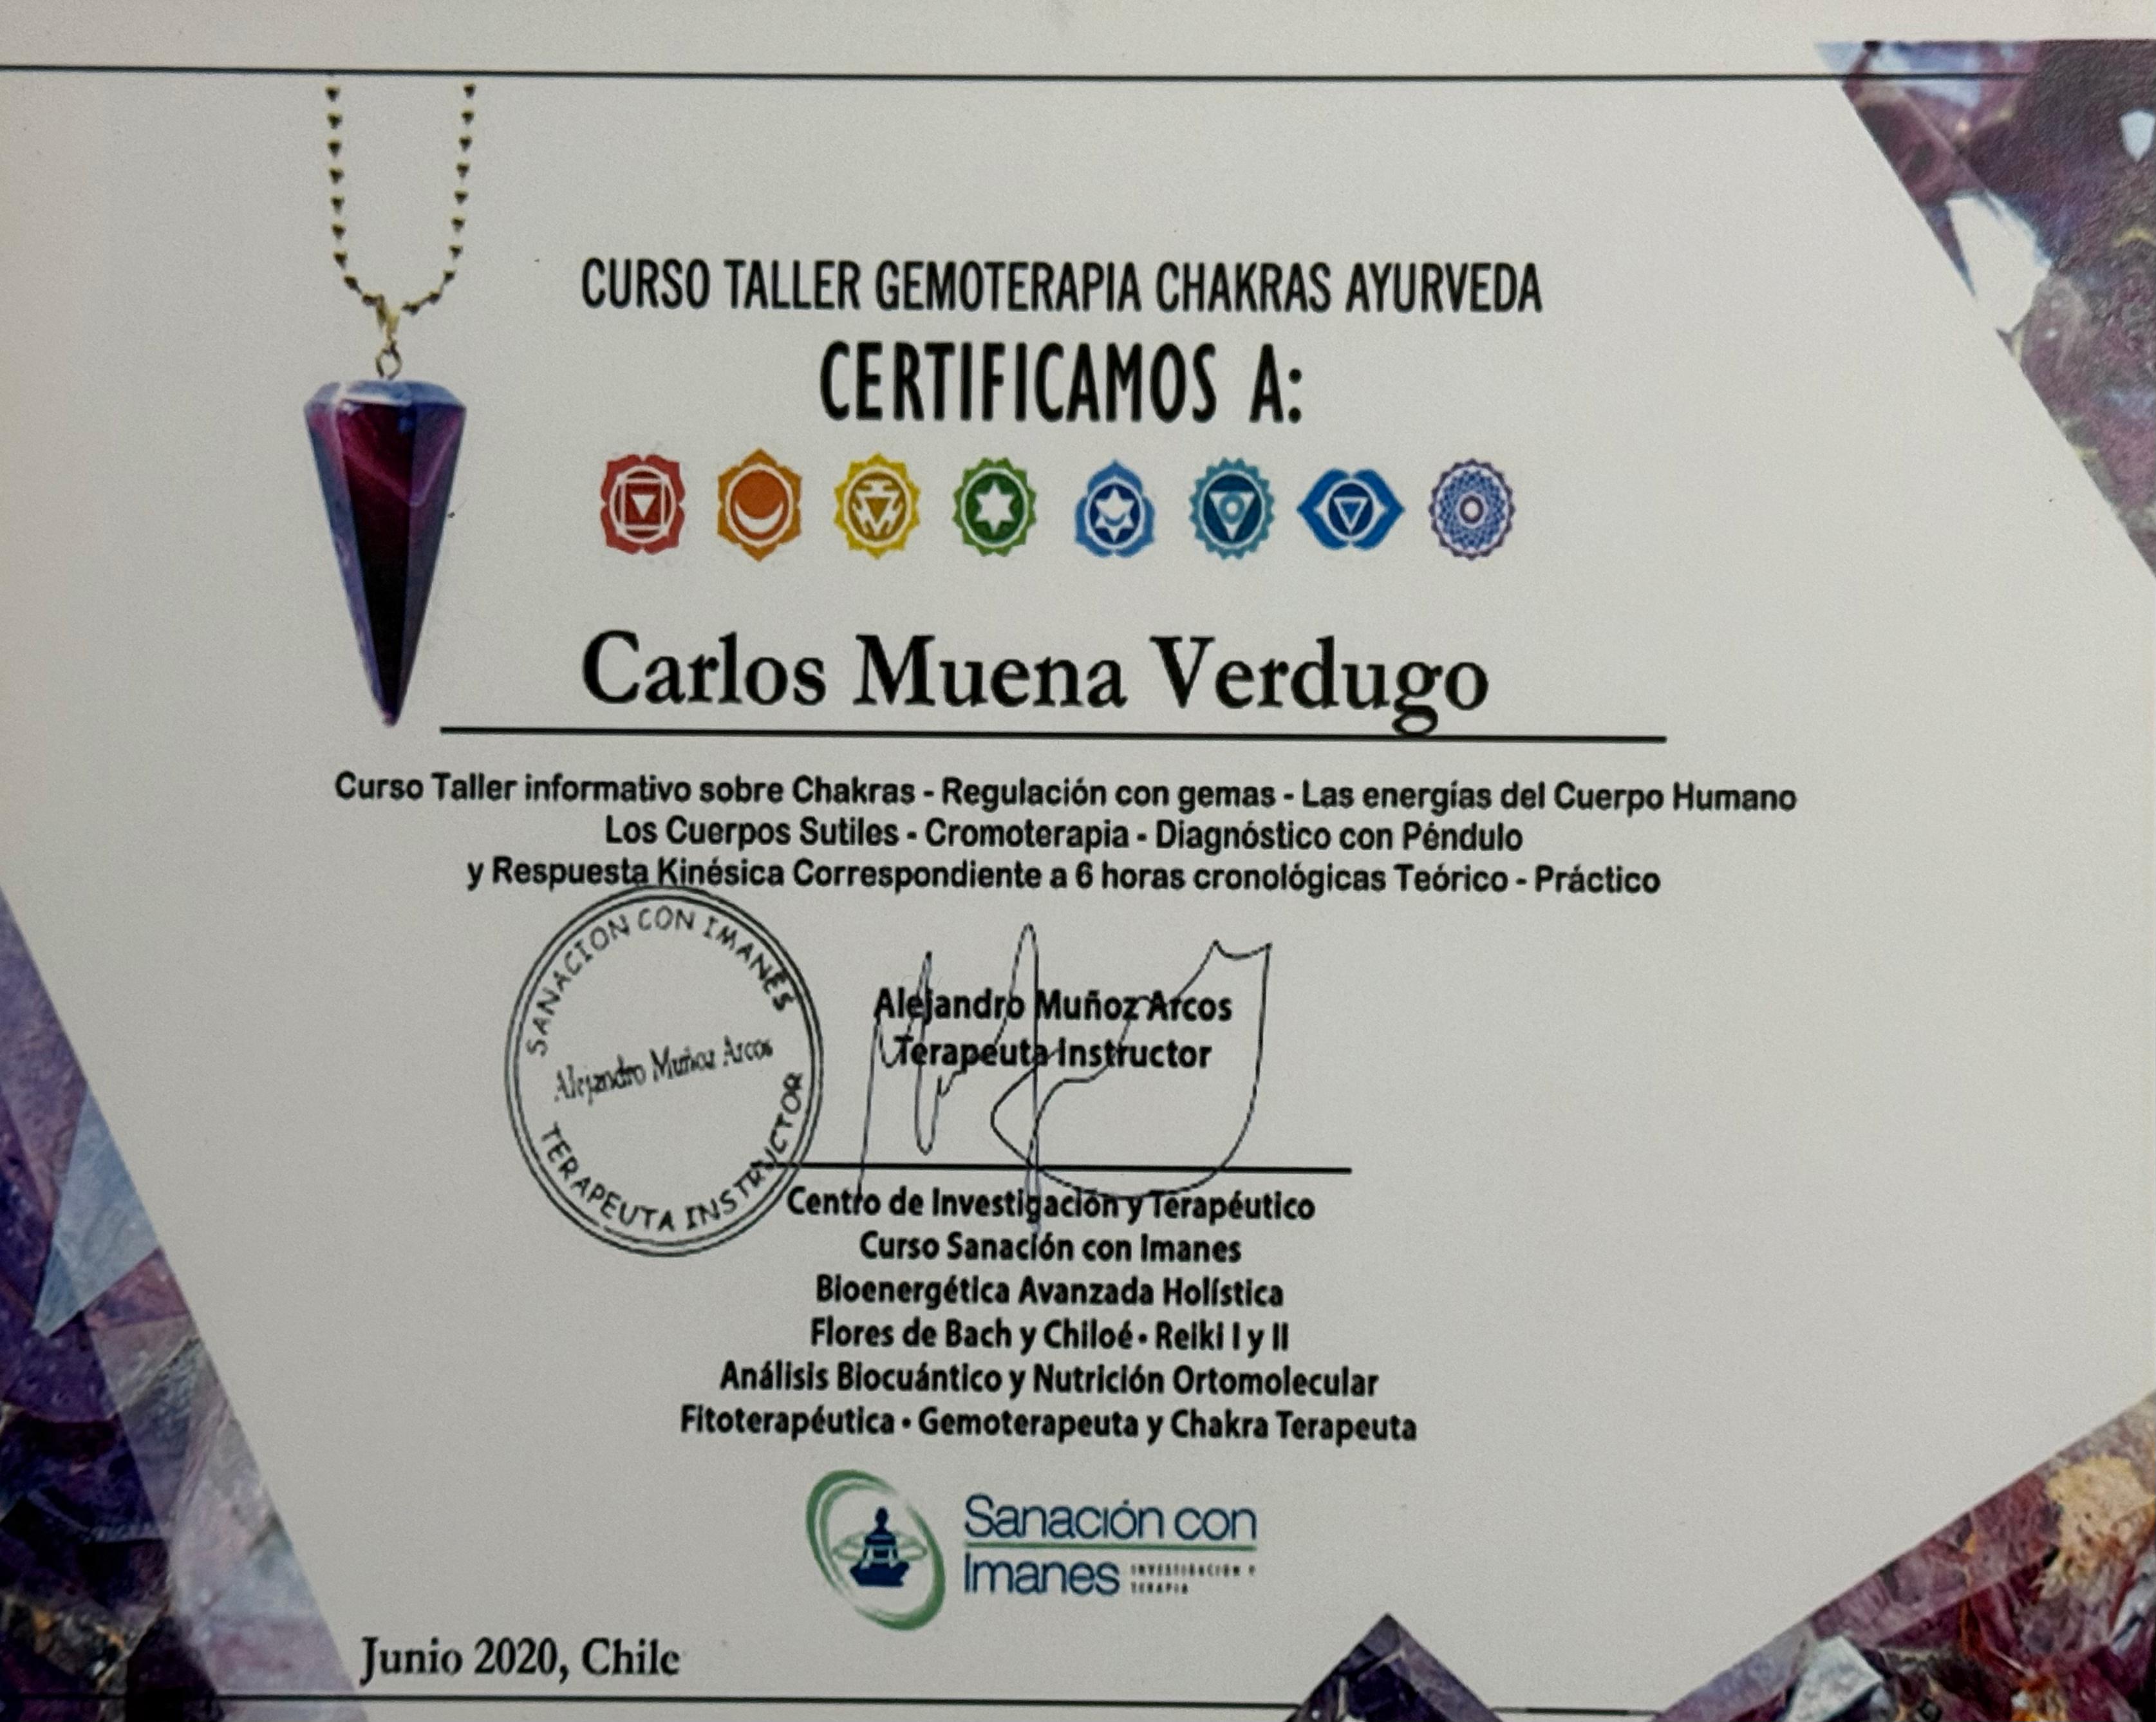 CURSO TALLER GEMOTERAPIA CHAKRAS AYURVEDA
CERTIFICAMOS A:
Carlos Muena Verdugo
Curso Taller informativo sobre Chakras - Regulación con gemas - Las energías del Cuerpo Humano
Los Cuerpos Sutiles - Cromoterapia - Diagnóstico con Péndulo
y Respuesta Kinésica Correspondiente a 6 horas cronológicas Teórico - Práctico
SANACION CON IMANES
Alejandro Muñoz Arcos
TERAPEUTA INSTRUCTOR
Alejandro Muñoz Arcos
Terapeuta Instructor
Centro de Investigación y Terapéutico
Curso Sanación con Imanes
Bioenergética Avanzada Holística
Flores de Bach y Chiloé • Reiki I y II
Análisis Biocuántico y Nutrición Ortomolecular
Fitoterapéutica • Gemoterapeuta y Chakra Terapeuta
Sanación con
Imanes INVESTIGACIÓN Y
TERAPIA
Junio 2020, Chile